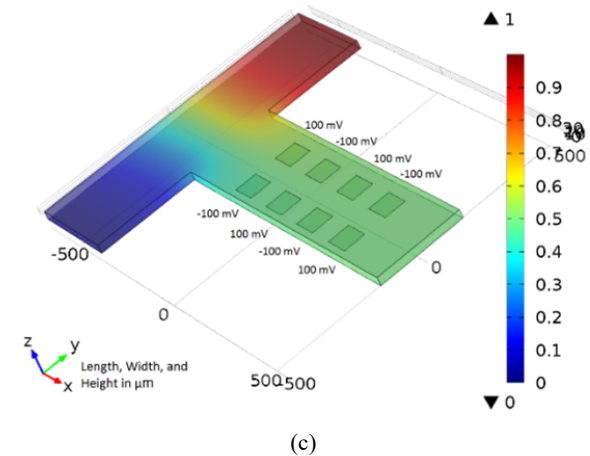 ▲ 1
0.9
0.8
0.7
0.6
0.5
0.4
0.3
0.2
0.1
0
▼ 0
100 mV
-100 mV
100 mV
-100 mV
-100 mV
100 mV
-100 mV
100 mV
-500
0
500
-500
0
500
z
y
x
Length, Width, and
Height in μm
(c)